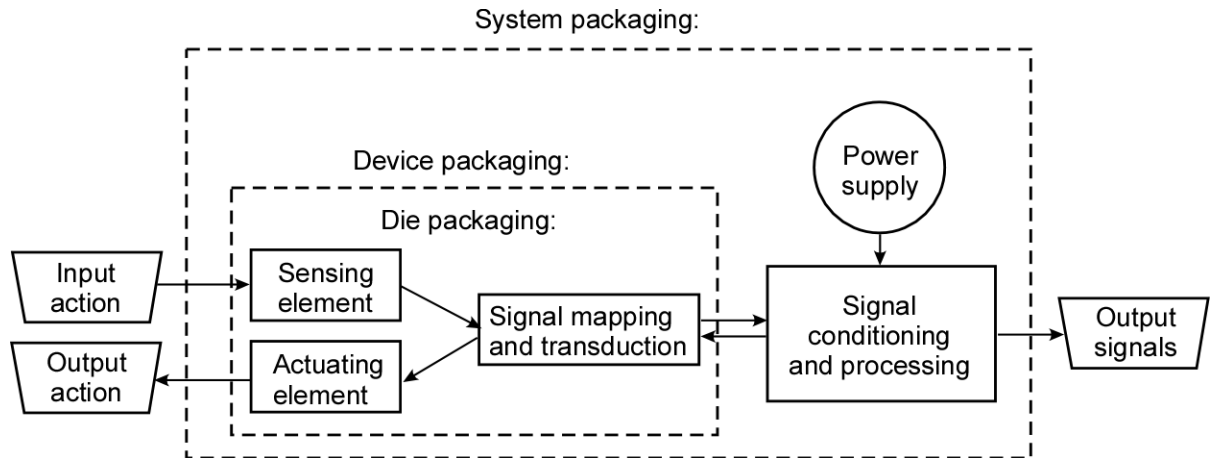 System packaging:
Power
supply
Device packaging:
Die packaging:
Input
action
Sensing
element
Signal mapping
and transduction
Signal
conditioning
and processing
Output
signals
Output
action
Actuating
element